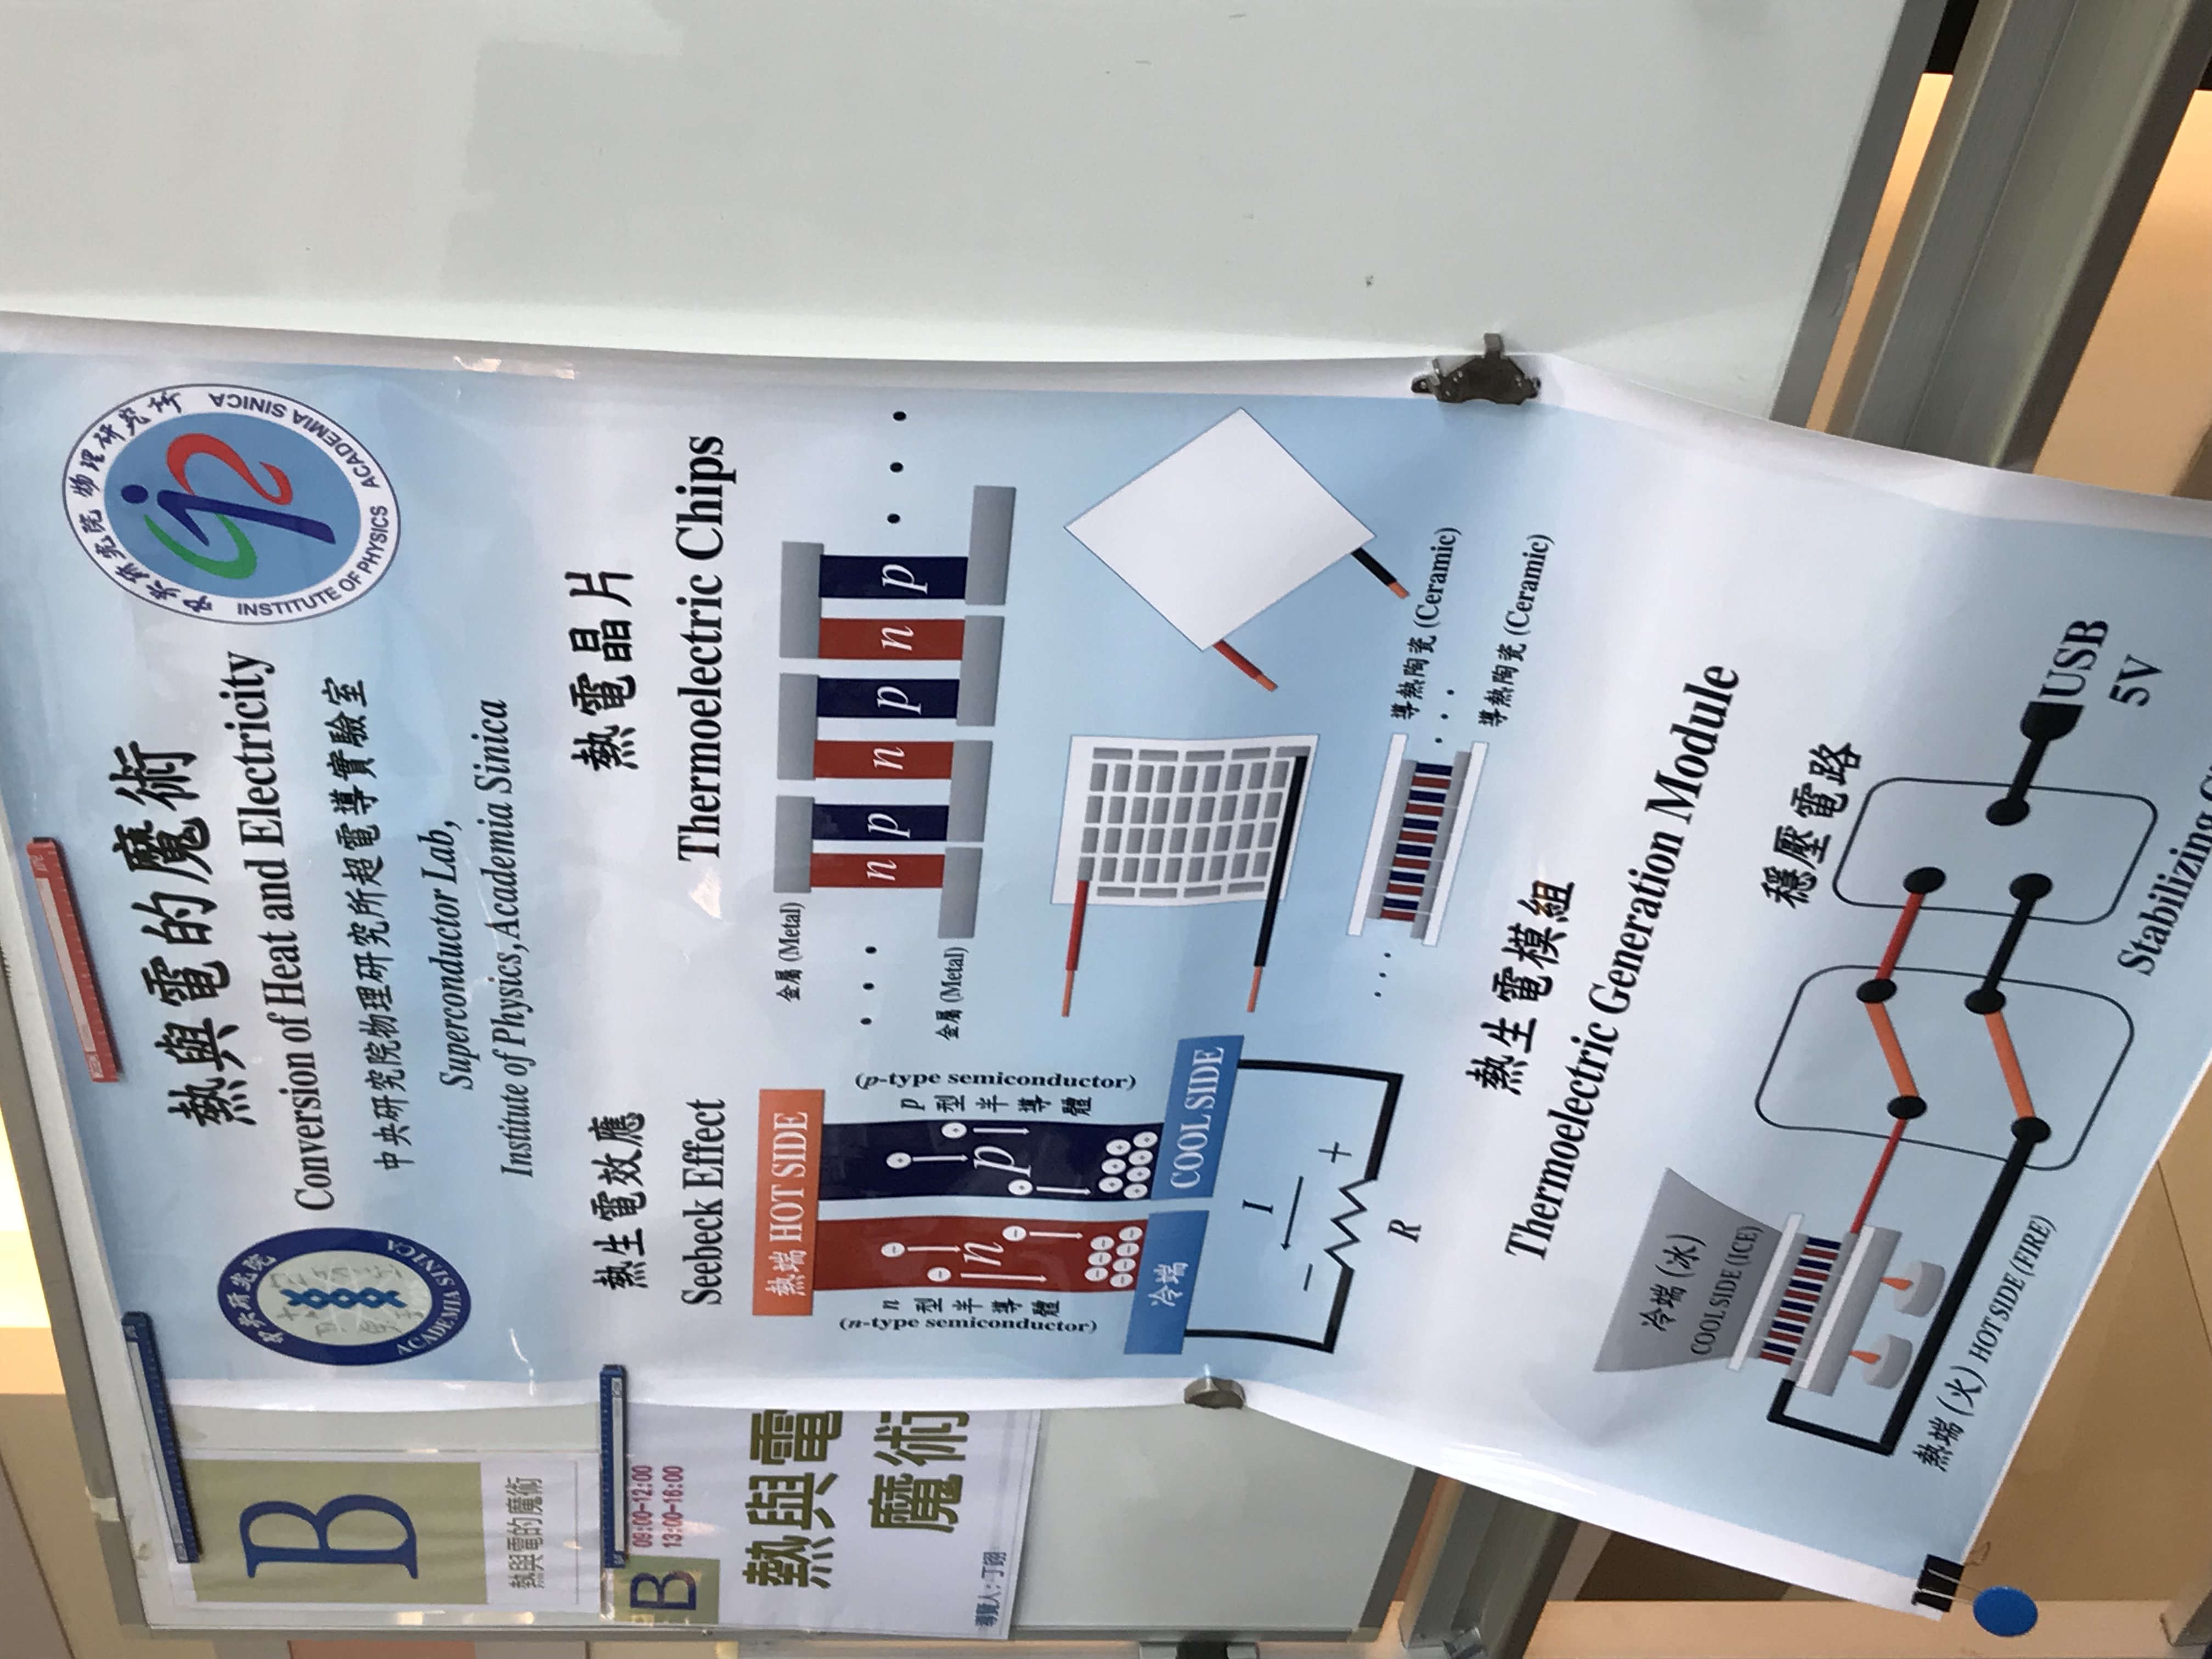 B
熱與電的魔術
B
09:00-12:00
13:00-16:00
熱與電
魔術
導覽人：丁翊
熱與電的魔術
Conversion of Heat and Electricity
中央研究院物理研究所超電導實驗室
Superconductor Lab,
Institute of Physics, Academia Sinica
中央研究院
ACADEMIA SINICA
中央研究院 物理研究所
INSTITUTE OF PHYSICS ACADEMIA SINICA
熱生電效應
Seebeck Effect
熱端 HOT SIDE
n型半導體
(n-type semiconductor)
n
p
p型半導體
(p-type semiconductor)
冷端
COOL SIDE
I
− +
R
熱電晶片
Thermoelectric Chips
金屬 (Metal)
n p n p n p
金屬 (Metal)
導熱陶瓷 (Ceramic)
導熱陶瓷 (Ceramic)
熱生電模組
Thermoelectric Generation Module
冷端 (冰)
COOL SIDE (ICE)
熱端 (火) HOT SIDE (FIRE)
穩壓電路
USB
5V
Stabilizing